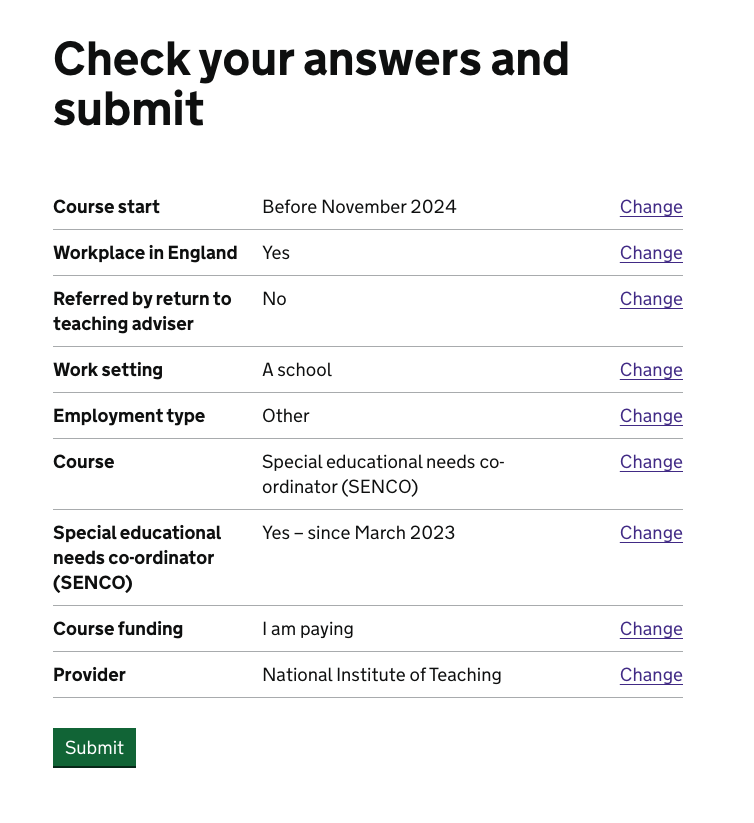 Check your answers and
submit
Course start Before November 2024 Change
Workplace in England Yes Change
Referred by return to No Change
teaching adviser
Work setting A school Change
Employment type Other Change
Course Special educational needs co- Change
ordinator (SENCO)
Special educational Yes – since March 2023 Change
needs co-ordinator
(SENCO)
Course funding I am paying Change
Provider National Institute of Teaching Change
Submit